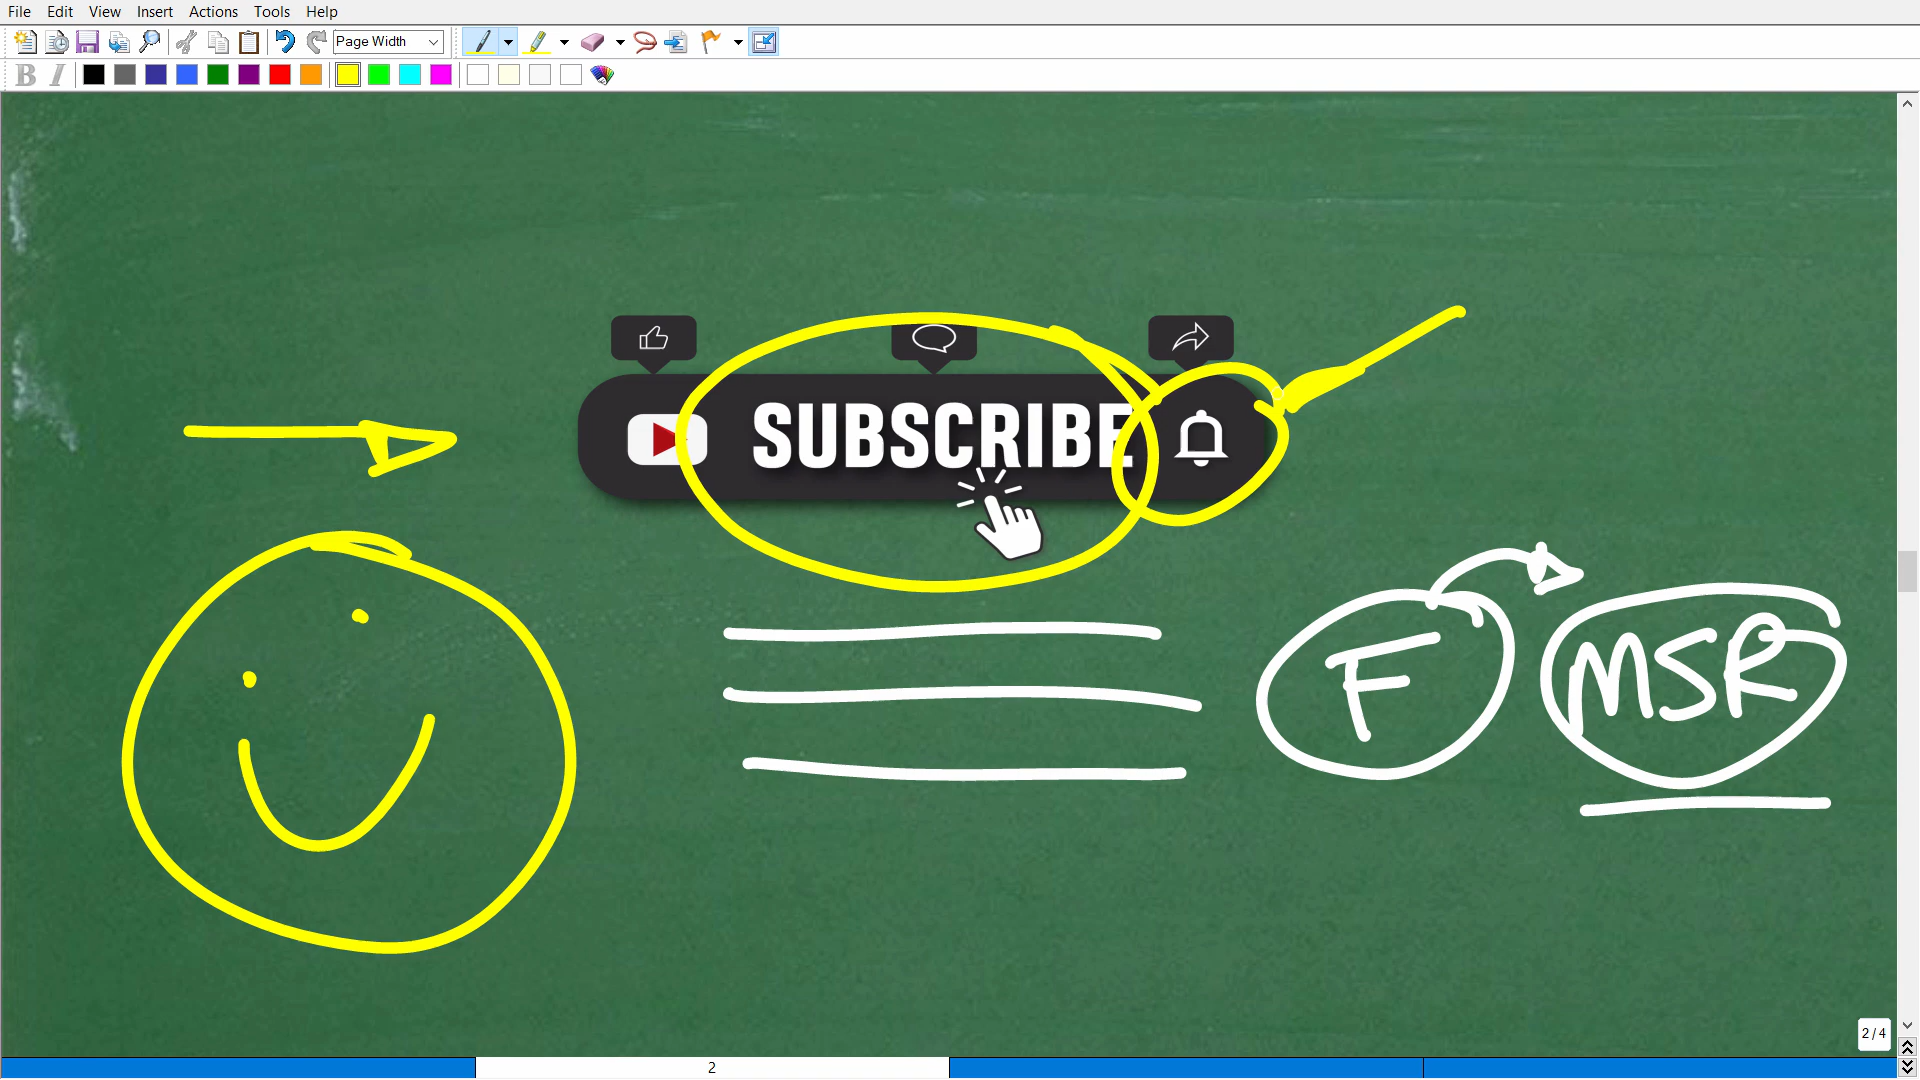 File Edit View Insert Actions Tools Help
Page Width
B I
SUBSCRIBE
F MSR
2 / 4
2